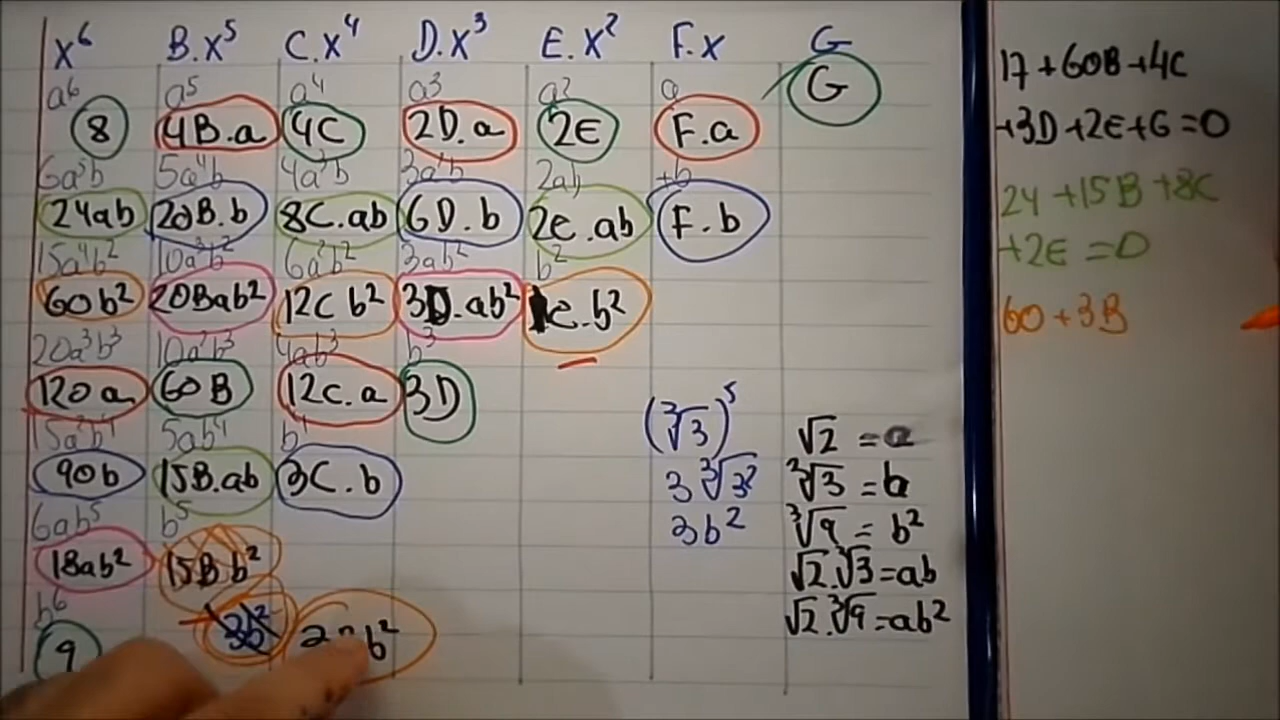 x⁶ B.x⁵ C.x⁴ D.x³ E.x² F.x G
a⁶ a⁵ a⁴ a³ a² a
8 4B.a 4C 2D.a 2E F.a G
6a⁵b 5a⁴b 4a³b 3a²b 2ab +b
24ab 20B.b 8C.ab 6D.b 2e.ab F.b
15a⁴b² 10a³b² 6a²b² 3ab² b²
60b² 20Bab² 12Cb² 3D.ab² e.b²
20a³b³ 10a²b³ 4ab³ b³
120a 60B 12C.a 3D
15a²b⁴ 5ab⁴ b⁴
90b 15B.ab 3C.b
6ab⁵ b⁵
18ab² 15Bb²
b⁶
9 3b² b²
(∛3)⁵
3∛3²
3b²
√2 = a
∛3 = b
∛9 = b²
√2.∛3=ab
√2.∛9=ab²
17+60B+4C
+3D+2E+G=0
24+15B+8C
+2E=0
60+3B